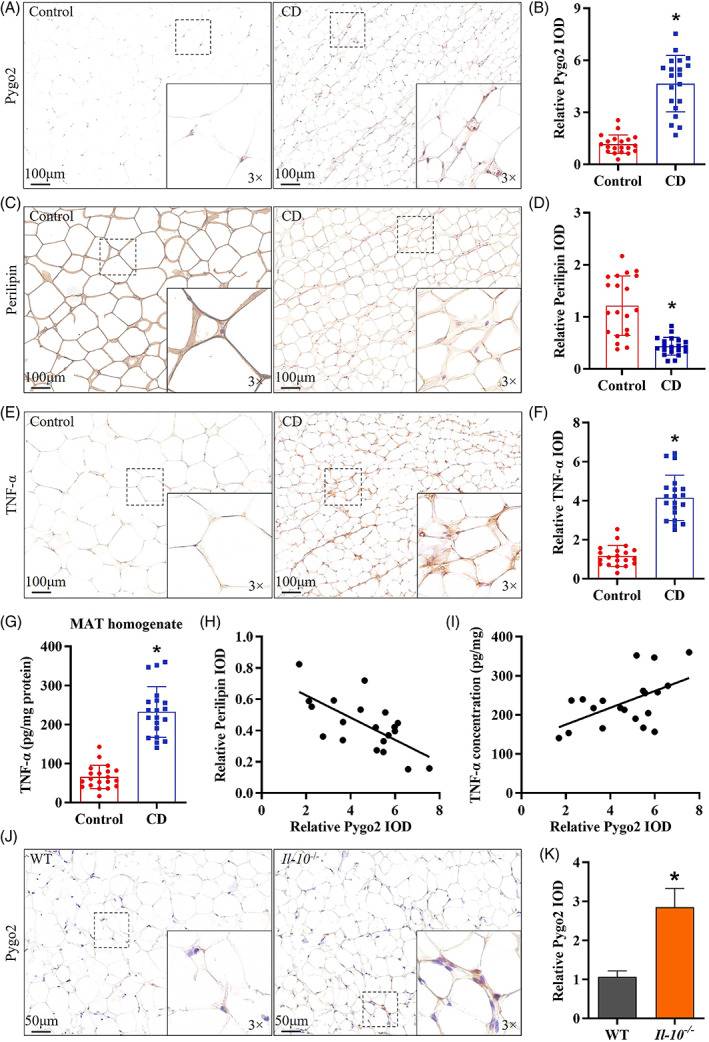 (A)
Control
CD
Pygo2
100μm
3×
100μm
3×
(B)
Relative Pygo2 IOD
9
6
3
0
*
Control
CD
(C)
Control
CD
Perilipin
100μm
3×
100μm
3×
(D)
Relative Perilipin IOD
3
2
1
0
*
Control
CD
(E)
Control
CD
TNF-α
100μm
3×
100μm
3×
(F)
Relative TNF-α IOD
8
6
4
2
0
*
Control
CD
(G)
MAT homogenate
TNF-α (pg/mg protein)
400
300
200
100
0
*
Control
CD
(H)
Relative Perilipin IOD
1.0
0.8
0.6
0.4
0.2
0.0
0 2 4 6 8
Relative Pygo2 IOD
(I)
TNF-α concentration (pg/mg)
400
300
200
100
0
0 2 4 6 8
Relative Pygo2 IOD
(J)
WT
Il-10-/-
Pygo2
50μm
3×
50μm
3×
(K)
Relative Pygo2 IOD
4
3
2
1
0
*
WT
Il-10-/-